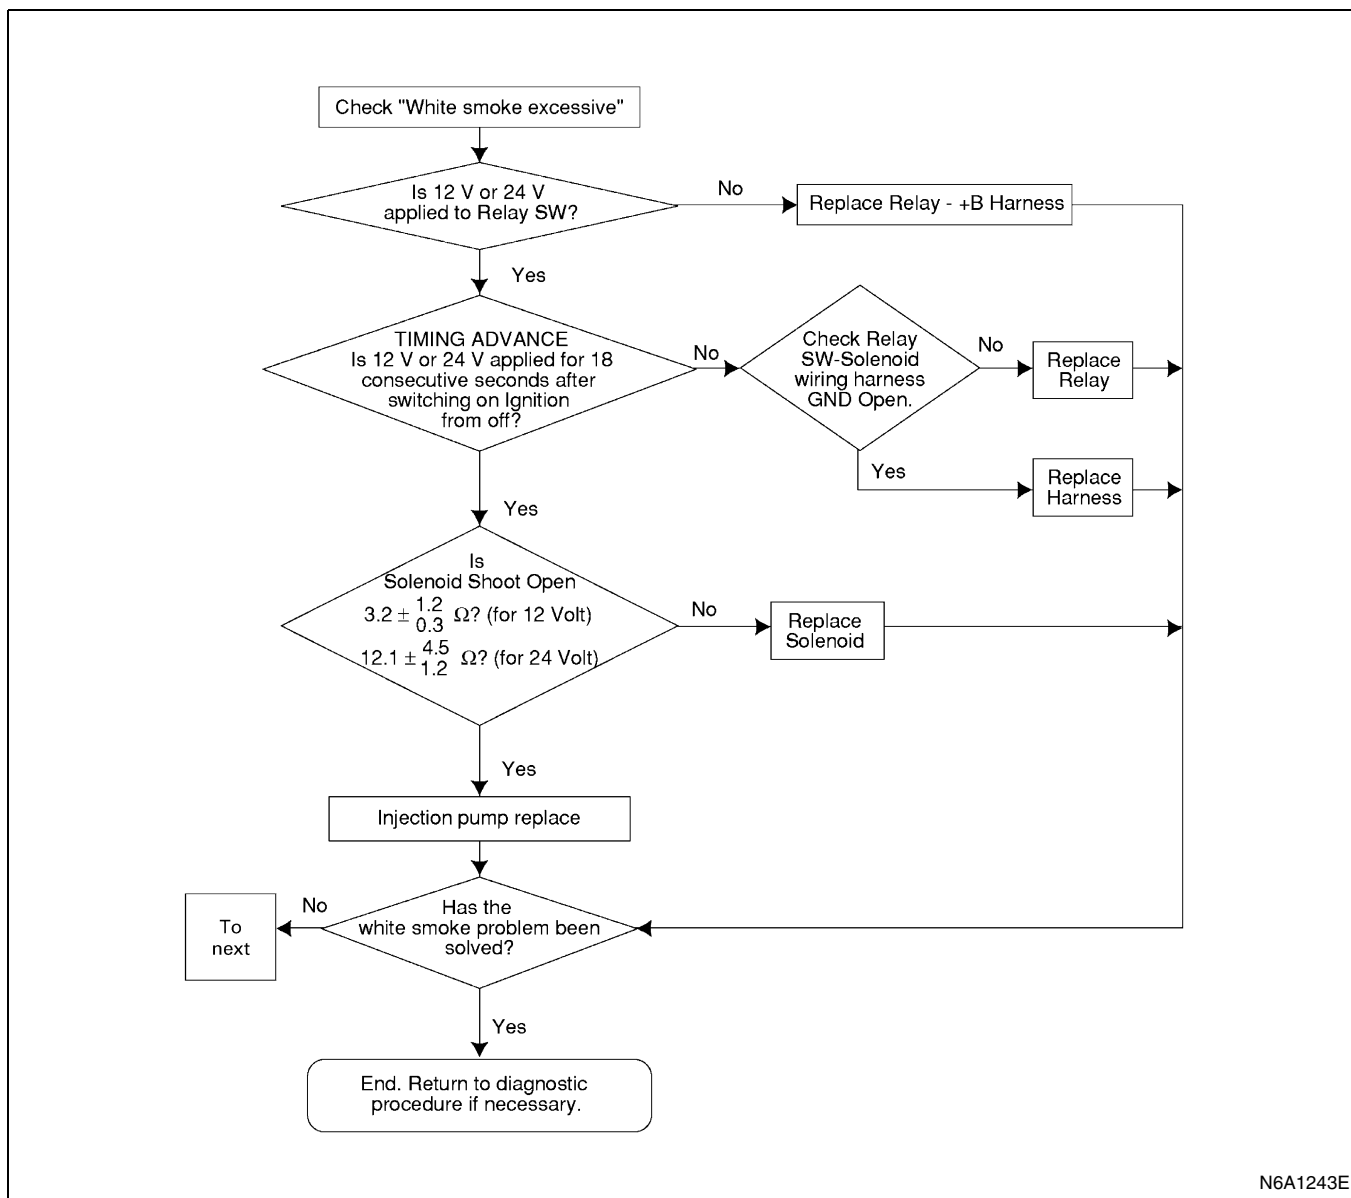 Check "White smoke excessive"
Is 12 V or 24 V
applied to Relay SW?
No
Replace Relay - +B Harness
Yes
TIMING ADVANCE
Is 12 V or 24 V applied for 18
consecutive seconds after
switching on Ignition
from off?
No
Check Relay
SW-Solenoid
wiring harness
GND Open.
No
Replace
Relay
Yes
Replace
Harness
Yes
Is
Solenoid Shoot Open
3.2 ± 1.2/0.3 Ω? (for 12 Volt)
12.1 ± 4.5/1.2 Ω? (for 24 Volt)
No
Replace
Solenoid
Yes
Injection pump replace
Has the
white smoke problem been
solved?
No
To
next
Yes
End. Return to diagnostic
procedure if necessary.
N6A1243E